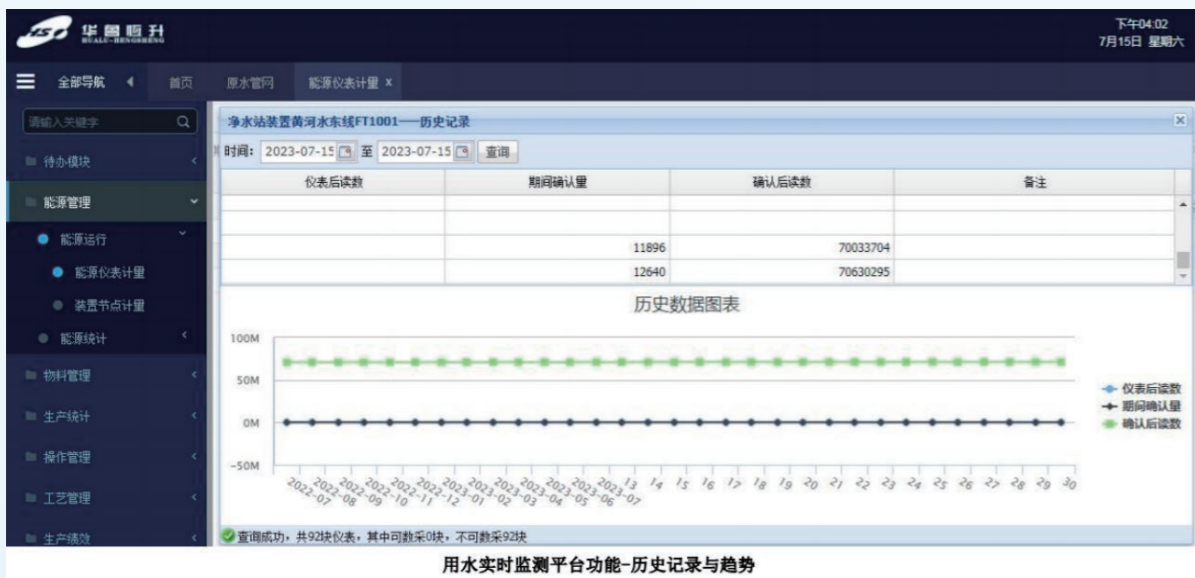 HSO 华鲁恒升
HUALU-HENGSHENG
下午04:02
7月15日 星期六
全部导航 首页 原水管网 能源仪表计量 x
请输入关键字
待办模块
能源管理
能源运行
能源仪表计量
装置节点计量
能源统计
物料管理
生产统计
操作管理
工艺管理
生产绩效
净水站装置黄河水东线FT1001——历史记录
时间: 2023-07-15 至 2023-07-15 查询
仪表后读数 期间确认量 确认后读数 备注
11896 70033704
12640 70630295
历史数据图表
100M
50M
0M
-50M
2022-07 2022-08 2022-09 2022-10 2022-11 2022-12 2023-01 2023-02 2023-03 2023-04 2023-05 2023-06 2023-07 13 14 15 16 17 18 19 20 21 22 23 24 25 26 27 28 29 30
仪表后读数
期间确认量
确认后读数
查询成功，共92块仪表，其中可数采0块，不可数采92块
用水实时监测平台功能-历史记录与趋势